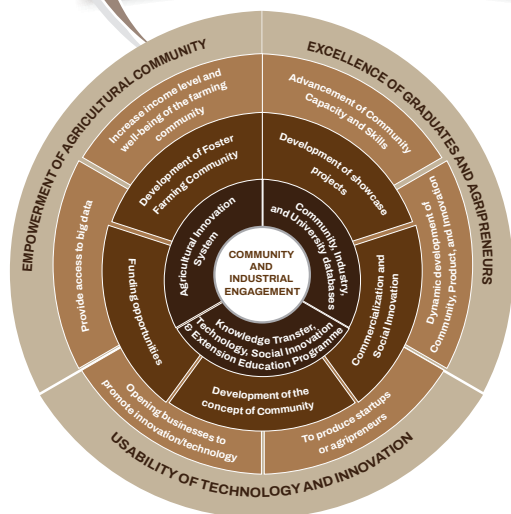 EMPOWERMENT OF AGRICULTURAL COMMUNITY
EXCELLENCE OF GRADUATES AND AGRIPRENEURS
USABILITY OF TECHNOLOGY AND INNOVATION
Increase income level and
well-being of the farming
community
Advancement of Community
Capacity and Skills
Dynamic development of
Community, Product, and Innovation
To produce startups
or agripreneurs
Opening businesses to
promote innovation/technology
Provide access to big data
Development of Foster
Farming Community
Development of showcase
projects
Commercialization and
Social Innovation
Development of the
concept of Community
Funding opportunities
Agricultural Innovation
System
Community, Industry,
and University databases
Knowledge Transfer,
Technology, Social Innovation
& Extension Education Programme
COMMUNITY
AND
INDUSTRIAL
ENGAGEMENT